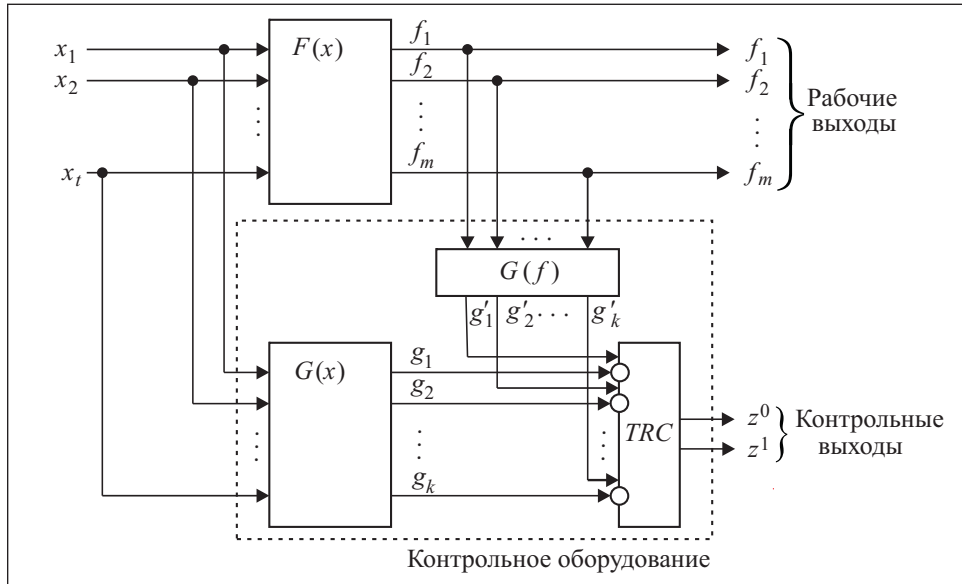 x₁ F(x) f₁ f₁
x₂ f₂ f₂
Рабочие
выходы
xₜ fₘ fₘ
G(f)
g′₁ g′₂ · · · g′ₖ
G(x) g₁
g₂
TRC
z⁰
z¹
Контрольные
выходы
gₖ
Контрольное оборудование